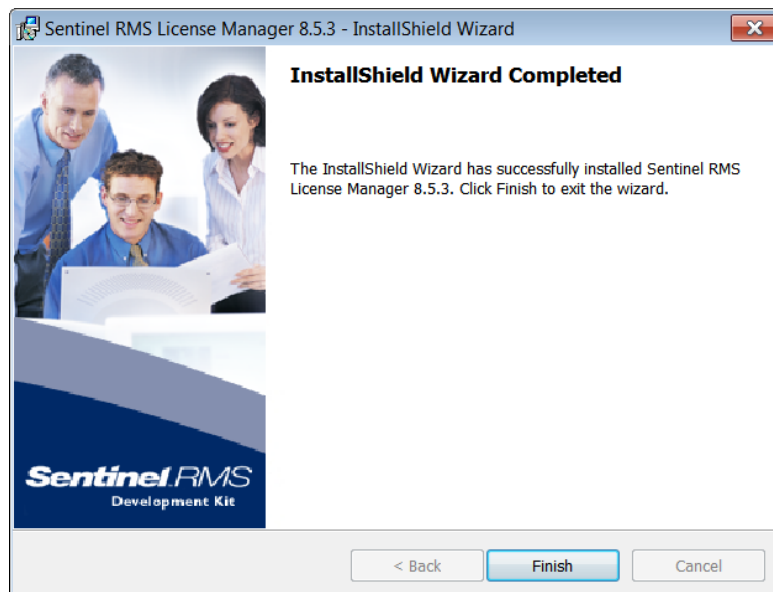 Sentinel RMS License Manager 8.5.3 - InstallShield Wizard
InstallShield Wizard Completed
The InstallShield Wizard has successfully installed Sentinel RMS
License Manager 8.5.3. Click Finish to exit the wizard.
Sentinel.RMS
Development Kit
< Back
Finish
Cancel